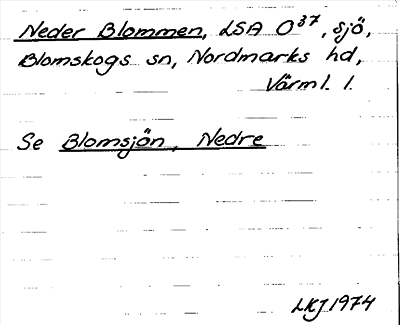 Neder Blommen, LSA O³⁷, sjö,
Blomskogs sn, Nordmarks hd,
Värml. l.
Se Blomsjön, Nedre
LKJ 1974